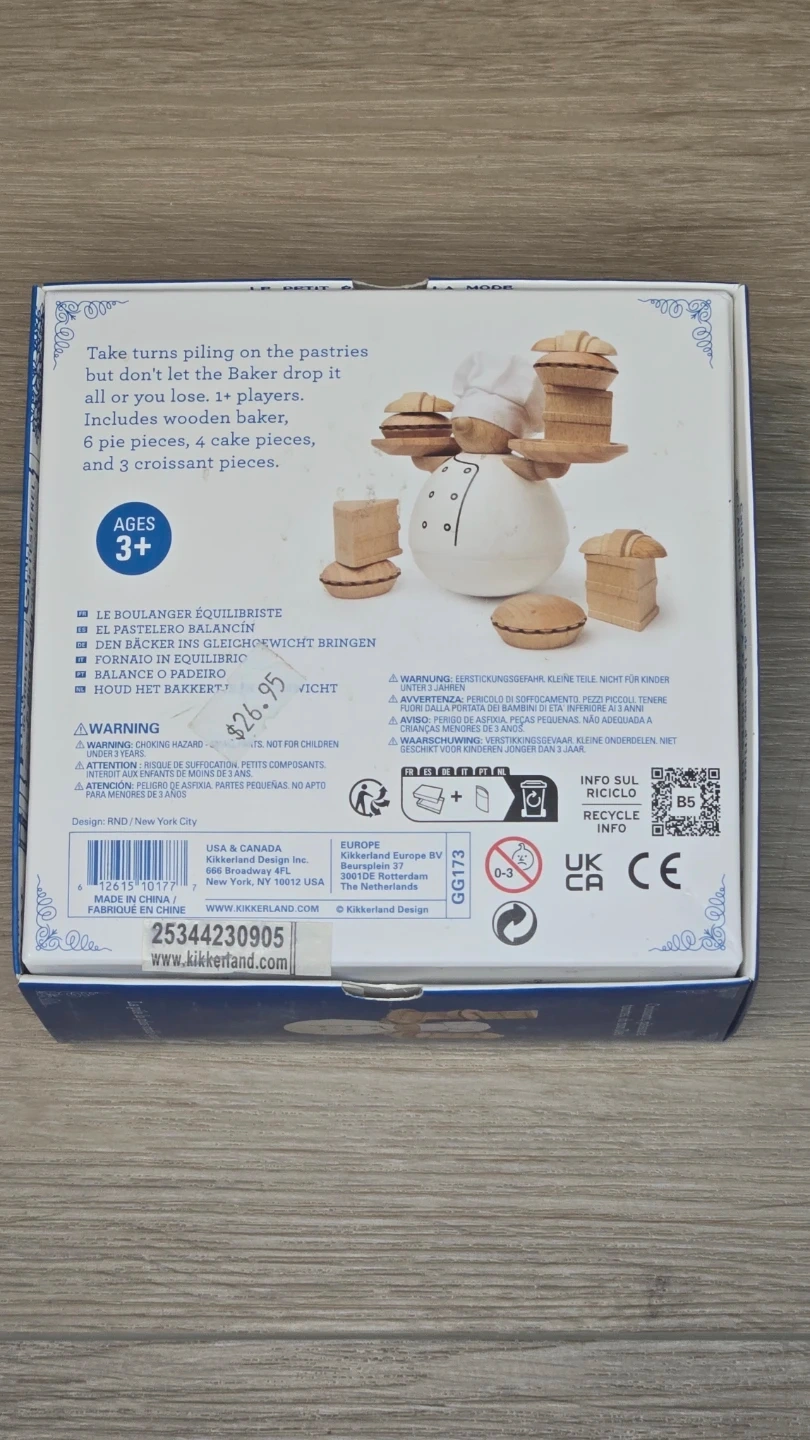 Take turns piling on the pastries
but don't let the Baker drop it
all or you lose. 1+ players.
Includes wooden baker,
6 pie pieces, 4 cake pieces,
and 3 croissant pieces.
AGES
3+
FR LE BOULANGER ÉQUILIBRISTE
ES EL PASTELERO BALANCÍN
DE DEN BÄCKER INS GLEICHGEWICHT BRINGEN
IT FORNAIO IN EQUILIBRIO
PT BALANCE O PADEIRO
NL HOUD HET
$26.95
WARNING
WARNING: CHOKING HAZARD - PARTS. NOT FOR CHILDREN
UNDER 3 YEARS.
ATTENTION : RISQUE DE SUFFOCATION. PETITS COMPOSANTS.
INTERDIT AUX ENFANTS DE MOINS DE 3 ANS.
ATENCIÓN: PELIGRO DE ASFIXIA. PARTES PEQUEÑAS. NO APTO
PARA MENORES DE 3 AÑOS
WARNUNG: EERSTICKUNGSGEFAHR. KLEINE TEILE. NICHT FÜR KINDER
UNTER 3 JAHREN
AVVERTENZA: PERICOLO DI SOFFOCAMENTO. PEZZI PICCOLI. TENERE
FUORI DALLA PORTATA DEI BAMBINI DI ETA' INFERIORE AI 3 ANNI
AVISO: PERIGO DE ASFIXIA, PEÇAS PEQUENAS. NÃO ADEQUADA A
CRIANÇAS MENORES DE 3 ANOS.
WAARSCHUWING: VERSTIKKINGSGEVAAR. KLEINE ONDERDELEN. NIET
GESCHIKT VOOR KINDEREN JONGER DAN 3 JAAR.
FR ES DE IT PT NL
+
INFO SUL
RICICLO
RECYCLE
INFO
B5
Design: RND / New York City
6 12615 10177 7
MADE IN CHINA /
FABRIQUÉ EN CHINE
USA & CANADA
Kikkerland Design Inc.
666 Broadway 4FL
New York, NY 10012 USA
EUROPE
Kikkerland Europe BV
Beursplein 37
3001DE Rotterdam
The Netherlands
WWW.KIKKERLAND.COM
© Kikkerland Design
GG173
0-3
UK
CA
CE
25344230905
www.kikkerland.com